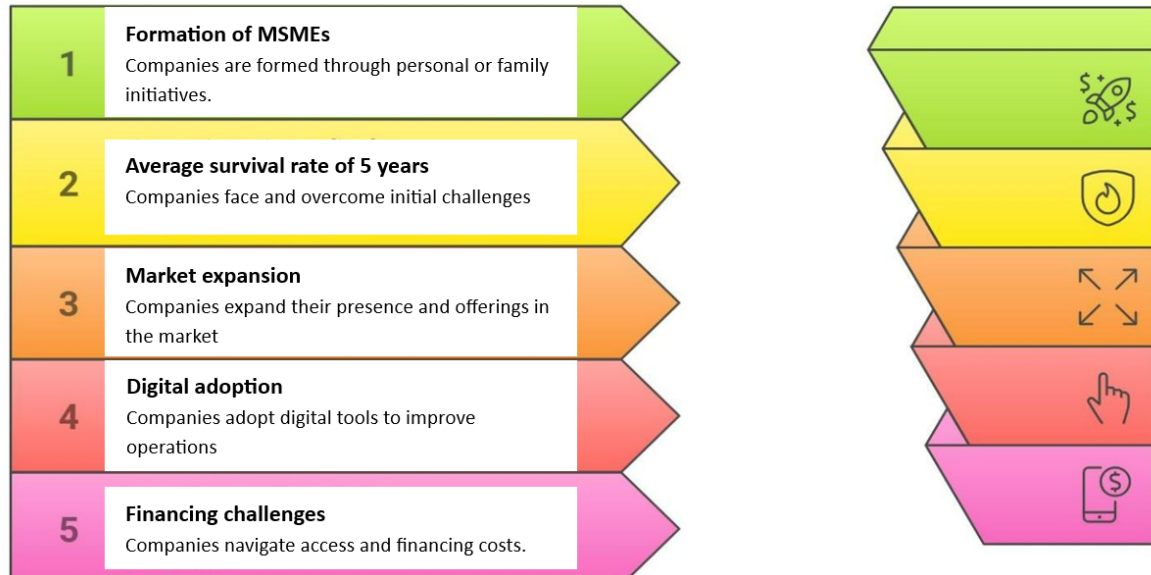 1
Formation of MSMEs
Companies are formed through personal or family
initiatives.
2
Average survival rate of 5 years
Companies face and overcome initial challenges
3
Market expansion
Companies expand their presence and offerings in
the market
4
Digital adoption
Companies adopt digital tools to improve
operations
5
Financing challenges
Companies navigate access and financing costs.
$
$
$